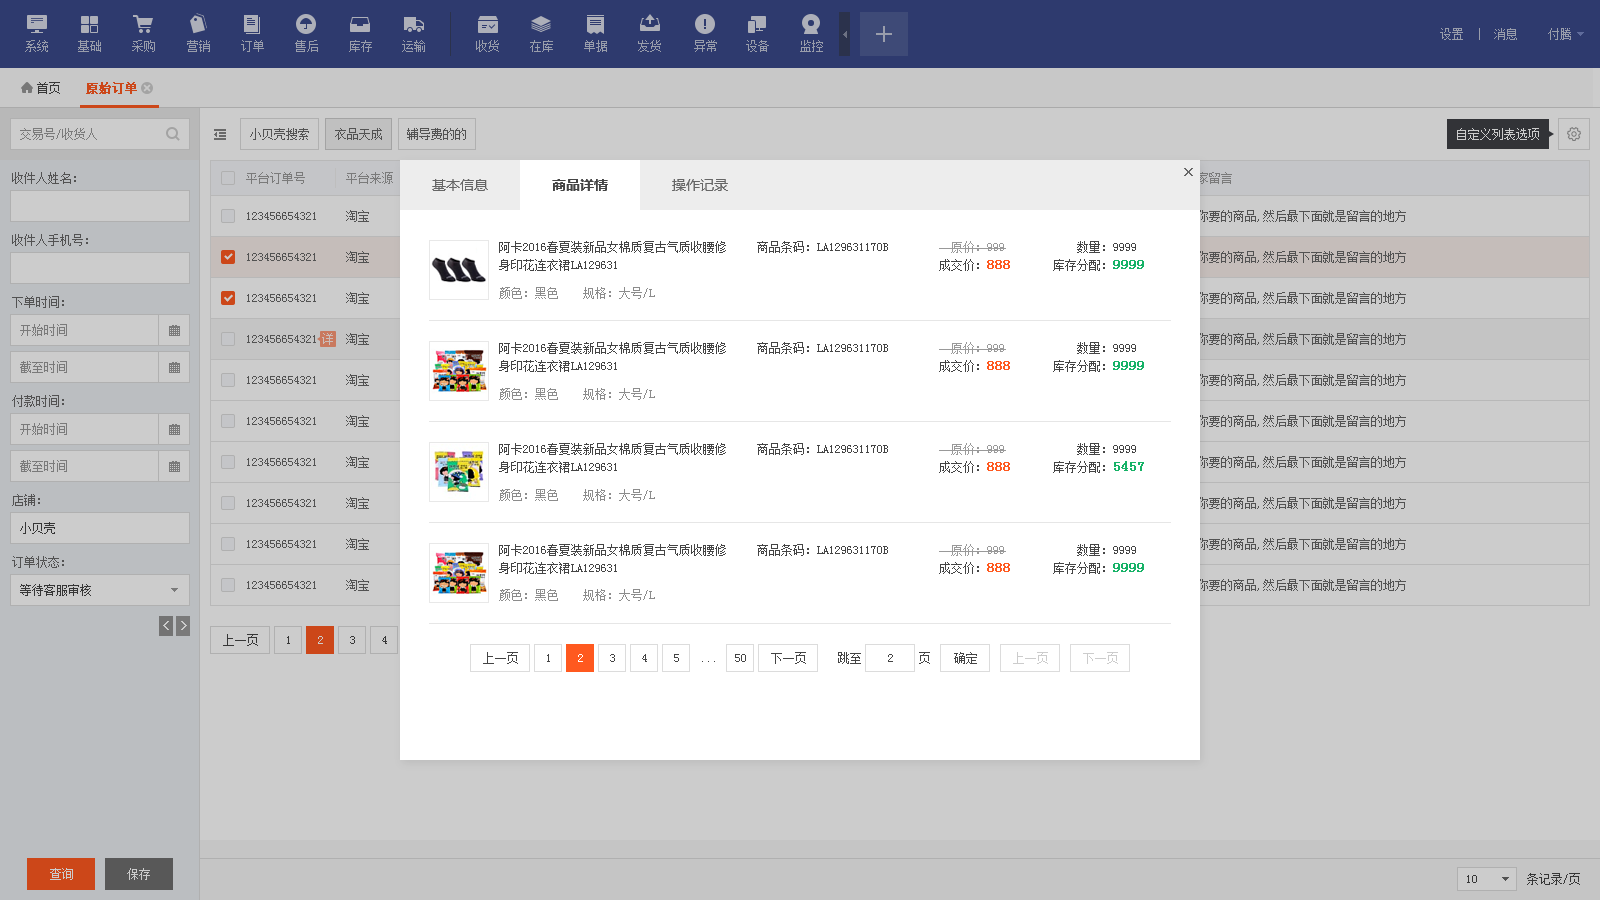 系统 基础 采购 营销 订单 售后 库存 运输 收货 在库 单据 发货 异常 设备 监控
设置 | 消息 付腾
首页 原始订单
交易号/收货人
小贝壳搜索 衣品天成 辅导费的的
自定义列表选项
收件人姓名:
收件人手机号:
下单时间:
开始时间
截至时间
付款时间:
开始时间
截至时间
店铺:
小贝壳
订单状态:
等待客服审核
查询 保存
平台订单号 平台来源 家留言
123456654321 淘宝 你要的商品,然后最下面就是留言的地方
123456654321 淘宝 你要的商品,然后最下面就是留言的地方
123456654321 淘宝 你要的商品,然后最下面就是留言的地方
123456654321 详 淘宝 你要的商品,然后最下面就是留言的地方
123456654321 淘宝 你要的商品,然后最下面就是留言的地方
123456654321 淘宝 你要的商品,然后最下面就是留言的地方
123456654321 淘宝 你要的商品,然后最下面就是留言的地方
123456654321 淘宝 你要的商品,然后最下面就是留言的地方
123456654321 淘宝 你要的商品,然后最下面就是留言的地方
123456654321 淘宝 你要的商品,然后最下面就是留言的地方
上一页 1 2 3 4
基本信息 商品详情 操作记录
阿卡2016春夏装新品女棉质复古气质收腰修 商品条码: LA129631170B 原价: 999 数量: 9999
身印花连衣裙LA129631 成交价: 888 库存分配: 9999
颜色: 黑色 规格: 大号/L
阿卡2016春夏装新品女棉质复古气质收腰修 商品条码: LA129631170B 原价: 999 数量: 9999
身印花连衣裙LA129631 成交价: 888 库存分配: 9999
颜色: 黑色 规格: 大号/L
阿卡2016春夏装新品女棉质复古气质收腰修 商品条码: LA129631170B 原价: 999 数量: 9999
身印花连衣裙LA129631 成交价: 888 库存分配: 5457
颜色: 黑色 规格: 大号/L
阿卡2016春夏装新品女棉质复古气质收腰修 商品条码: LA129631170B 原价: 999 数量: 9999
身印花连衣裙LA129631 成交价: 888 库存分配: 9999
颜色: 黑色 规格: 大号/L
上一页 1 2 3 4 5 ... 50 下一页 跳至 2 页 确定 上一页 下一页
10 条记录/页